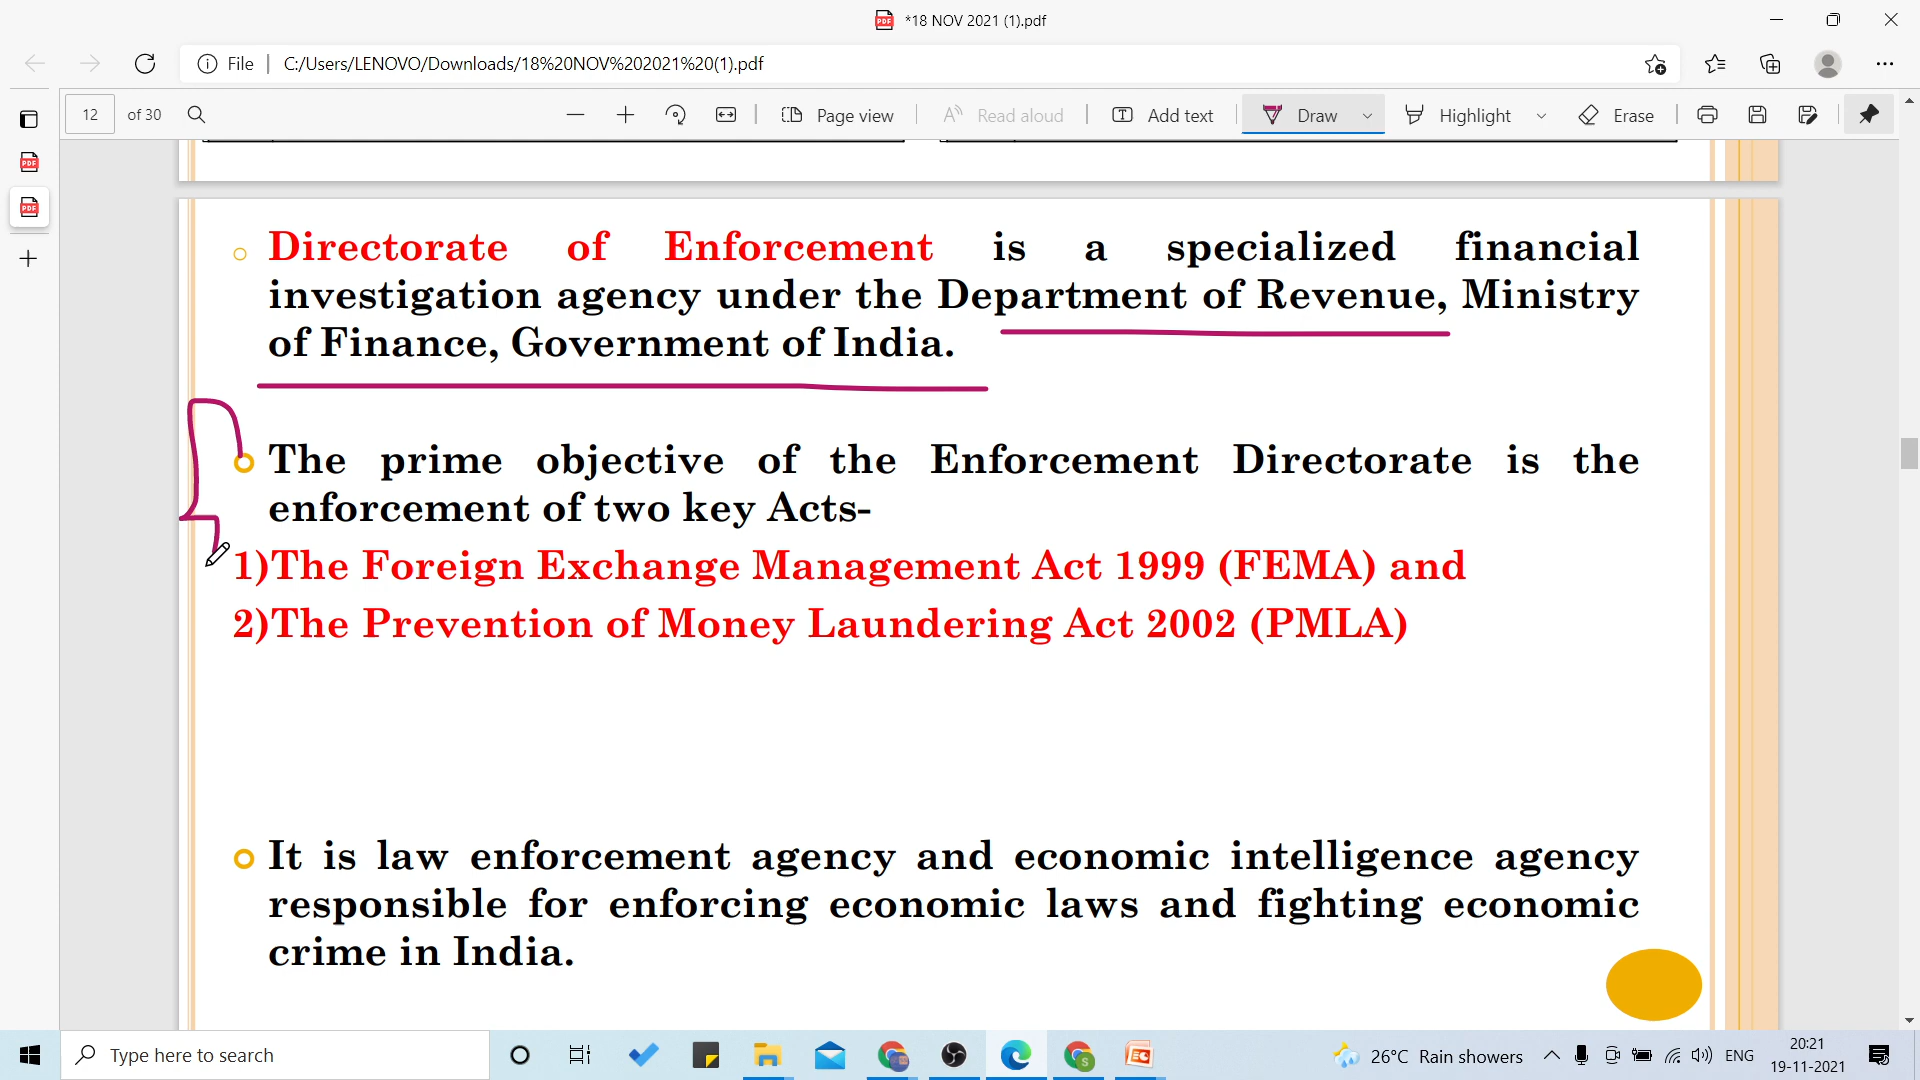 *18 NOV 2021 (1).pdf
File | C:/Users/LENOVO/Downloads/18%20NOV%202021%20(1).pdf
12 of 30 Page view Read aloud Add text Draw Highlight Erase
Directorate of Enforcement is a specialized financial
investigation agency under the Department of Revenue, Ministry
of Finance, Government of India.
The prime objective of the Enforcement Directorate is the
enforcement of two key Acts-
1)The Foreign Exchange Management Act 1999 (FEMA) and
2)The Prevention of Money Laundering Act 2002 (PMLA)
It is law enforcement agency and economic intelligence agency
responsible for enforcing economic laws and fighting economic
crime in India.
Type here to search 26°C Rain showers ENG 20:21
19-11-2021